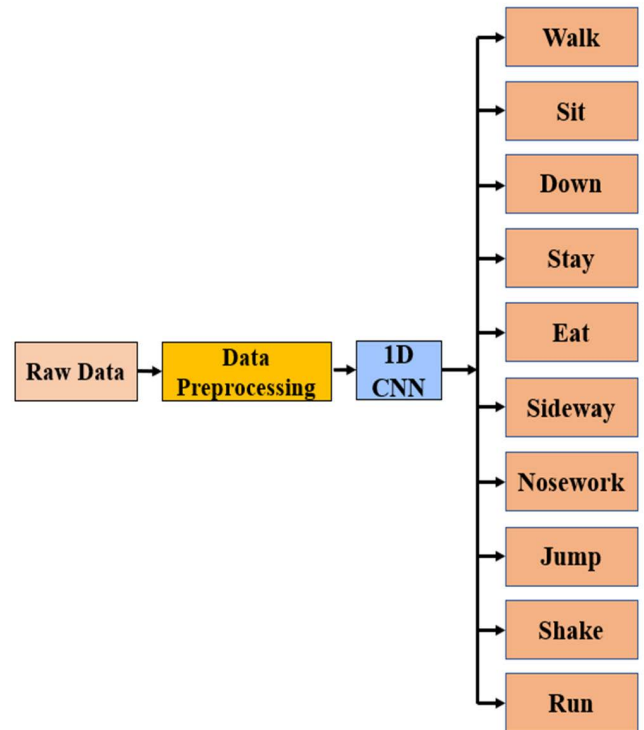 Raw Data
Data
Preprocessing
1D
CNN
Walk
Sit
Down
Stay
Eat
Sideway
Nosework
Jump
Shake
Run